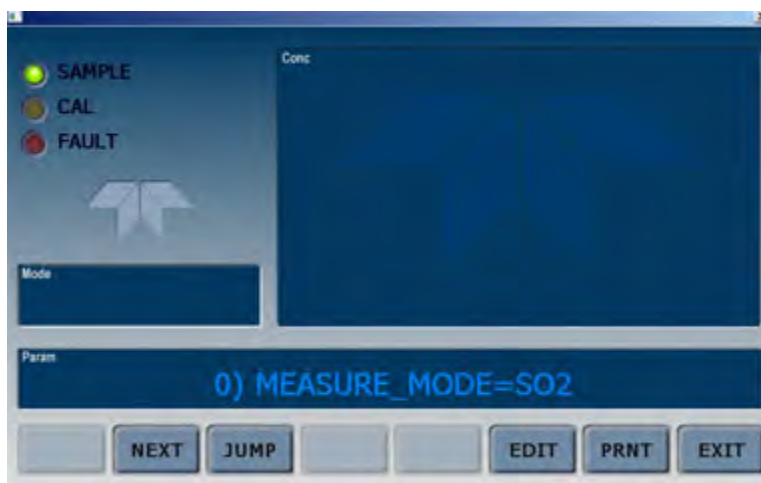 SAMPLE
CAL
FAULT
Conc
Mode
Param
0) MEASURE_MODE=SO2
NEXT JUMP EDIT PRNT EXIT